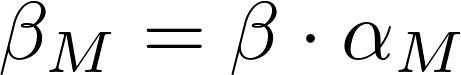 β_M = β · α_M